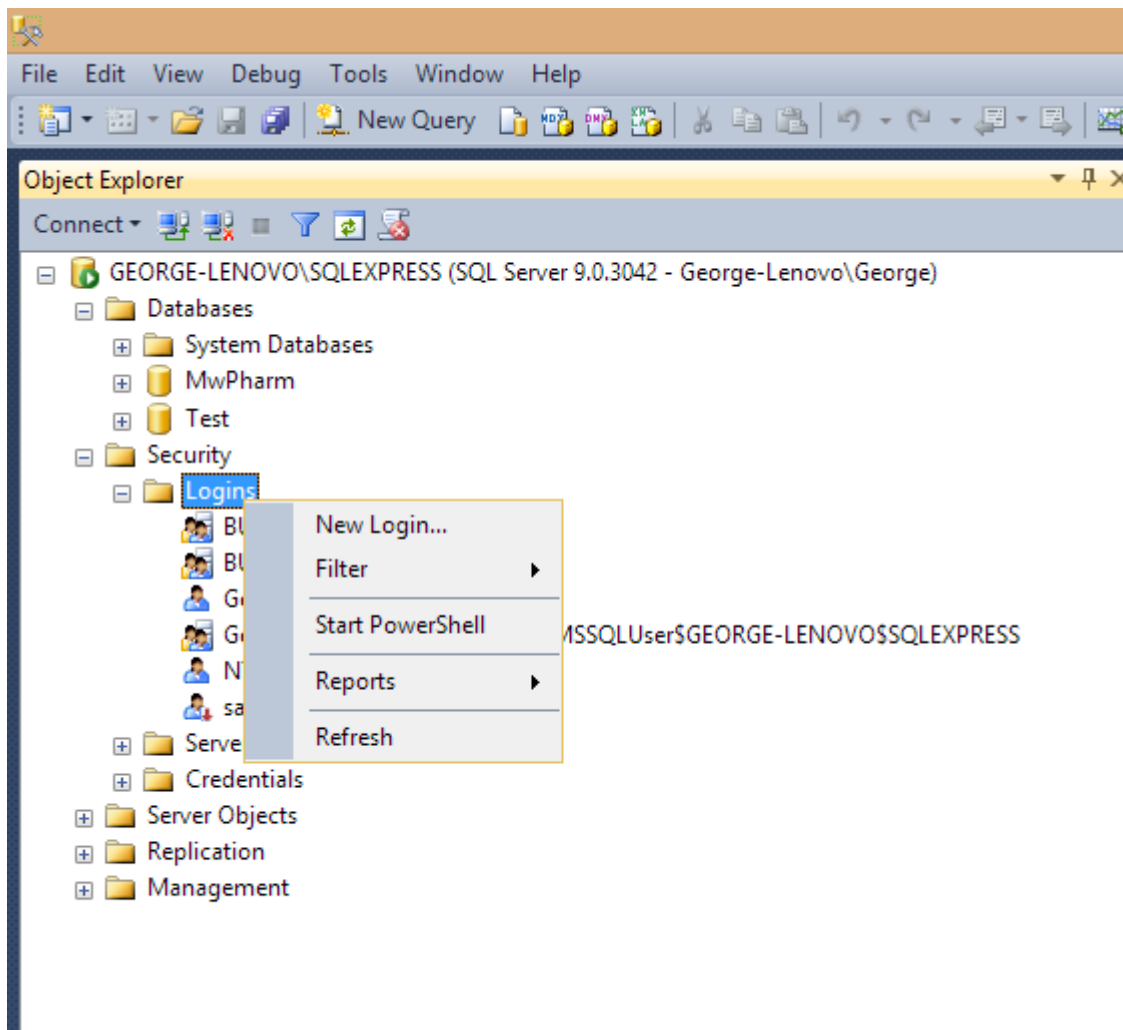 File Edit View Debug Tools Window Help
New Query
Object Explorer
Connect
GEORGE-LENOVO\SQLEXPRESS (SQL Server 9.0.3042 - George-Lenovo\George)
Databases
System Databases
MwPharm
Test
Security
Logins
New Login...
Filter
Start PowerShell
MSSQLUser$GEORGE-LENOVO$SQLEXPRESS
Reports
sa
Refresh
Serve
Credentials
Server Objects
Replication
Management